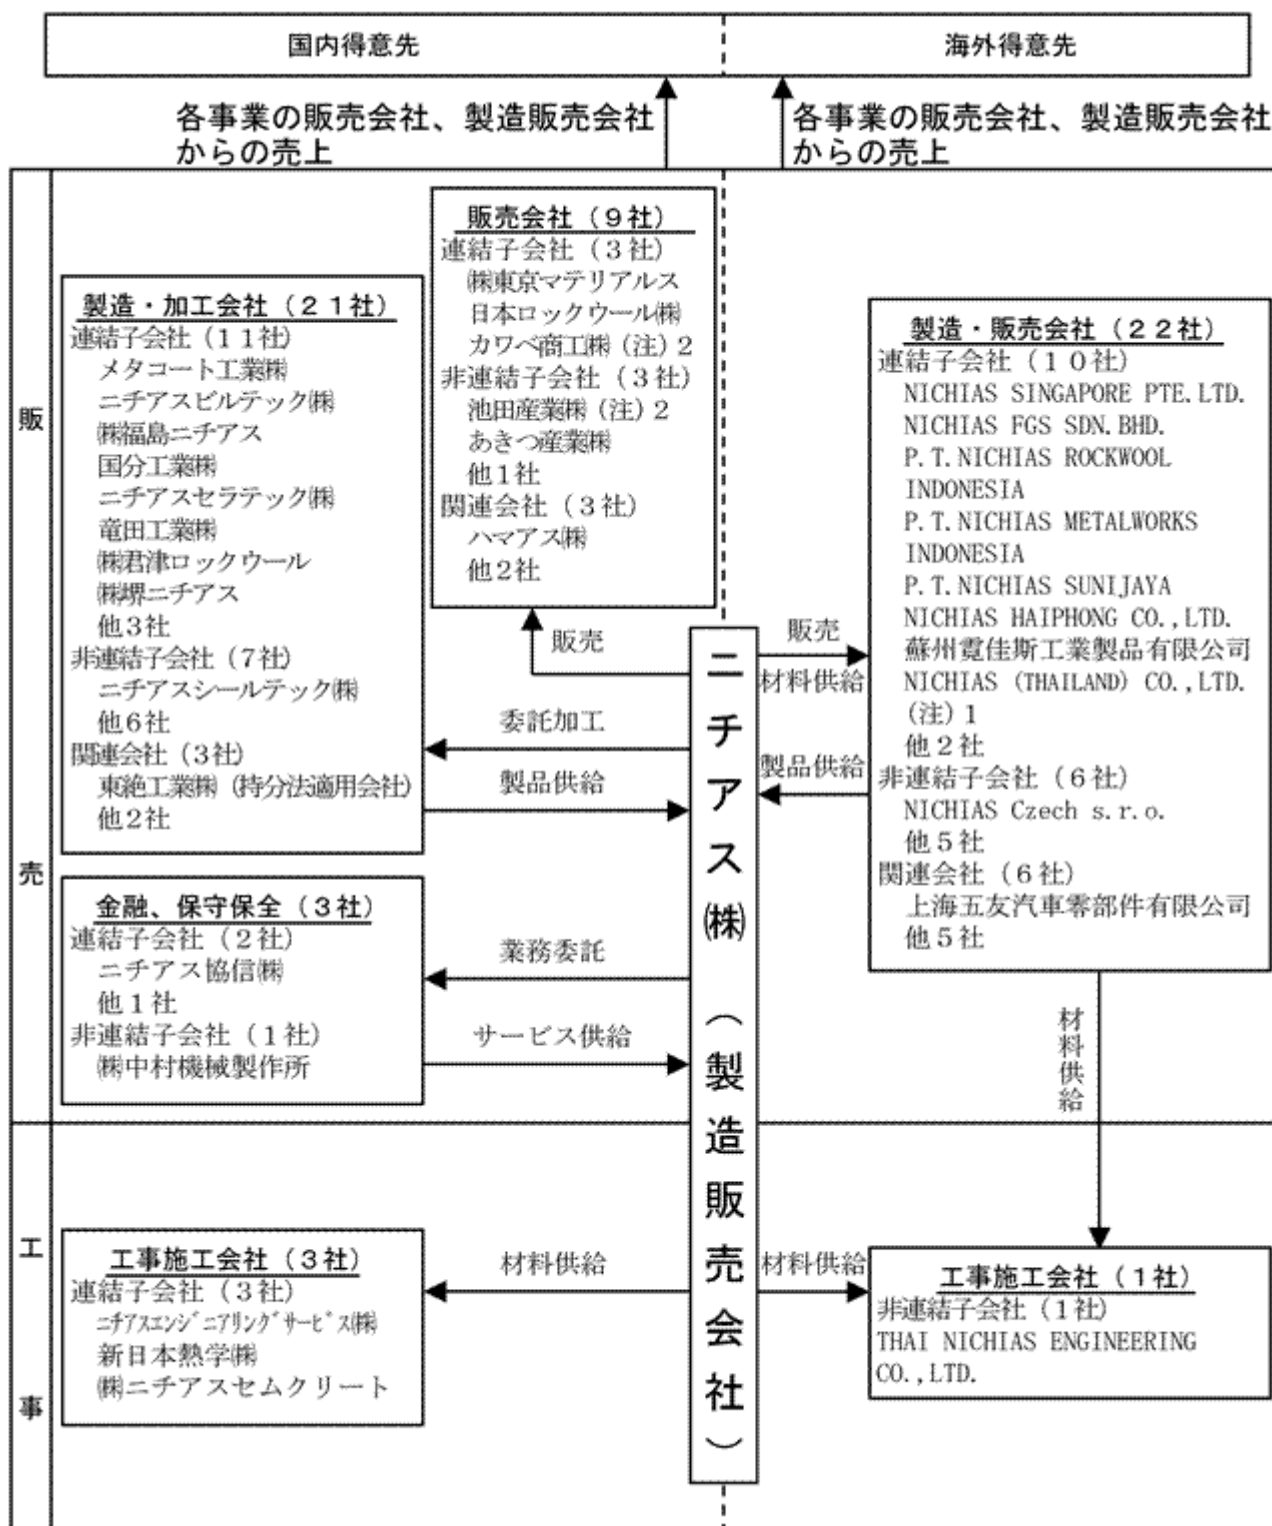 国内得意先
海外得意先
各事業の販売会社、製造販売会社
からの売上
各事業の販売会社、製造販売会社
からの売上
販売
製造・加工会社（２１社）
連結子会社（１１社）
メタコート工業㈱
ニチアスビルテック㈱
㈱福島ニチアス
国分工業㈱
ニチアスセラテック㈱
竜田工業㈱
㈱君津ロックウール
㈱堺ニチアス
他３社
非連結子会社（７社）
ニチアスシールテック㈱
他６社
関連会社（３社）
東絶工業㈱（持分法適用会社）
他２社
販売会社（９社）
連結子会社（３社）
㈱東京マテリアルス
日本ロックウール㈱
カワベ商工㈱（注）２
非連結子会社（３社）
池田産業㈱（注）２
あきつ産業㈱
他１社
関連会社（３社）
ハマアス㈱
他２社
製造・販売会社（２２社）
連結子会社（１０社）
NICHIAS SINGAPORE PTE.LTD.
NICHIAS FGS SDN.BHD.
P.T.NICHIAS ROCKWOOL
INDONESIA
P.T.NICHIAS METALWORKS
INDONESIA
P.T.NICHIAS SUNIJAYA
NICHIAS HAIPHONG CO.,LTD.
蘇州霓佳斯工業製品有限公司
NICHIAS (THAILAND) CO.,LTD.
（注）１
他２社
非連結子会社（６社）
NICHIAS Czech s.r.o.
他５社
関連会社（６社）
上海五友汽車零部件有限公司
他５社
販売
委託加工
製品供給
販売
材料供給
製品供給
ニチアス㈱（製造販売会社）
金融、保守保全（３社）
連結子会社（２社）
ニチアス協信㈱
他１社
非連結子会社（１社）
㈱中村機械製作所
業務委託
サービス供給
材料供給
工事
工事施工会社（３社）
連結子会社（３社）
ﾆﾁｱｽｴﾝｼﾞﾆｱﾘﾝｸﾞｻｰﾋﾞｽ㈱
新日本熱学㈱
㈱ニチアスセムクリート
材料供給
材料供給
工事施工会社（１社）
非連結子会社（１社）
THAI NICHIAS ENGINEERING
CO.,LTD.